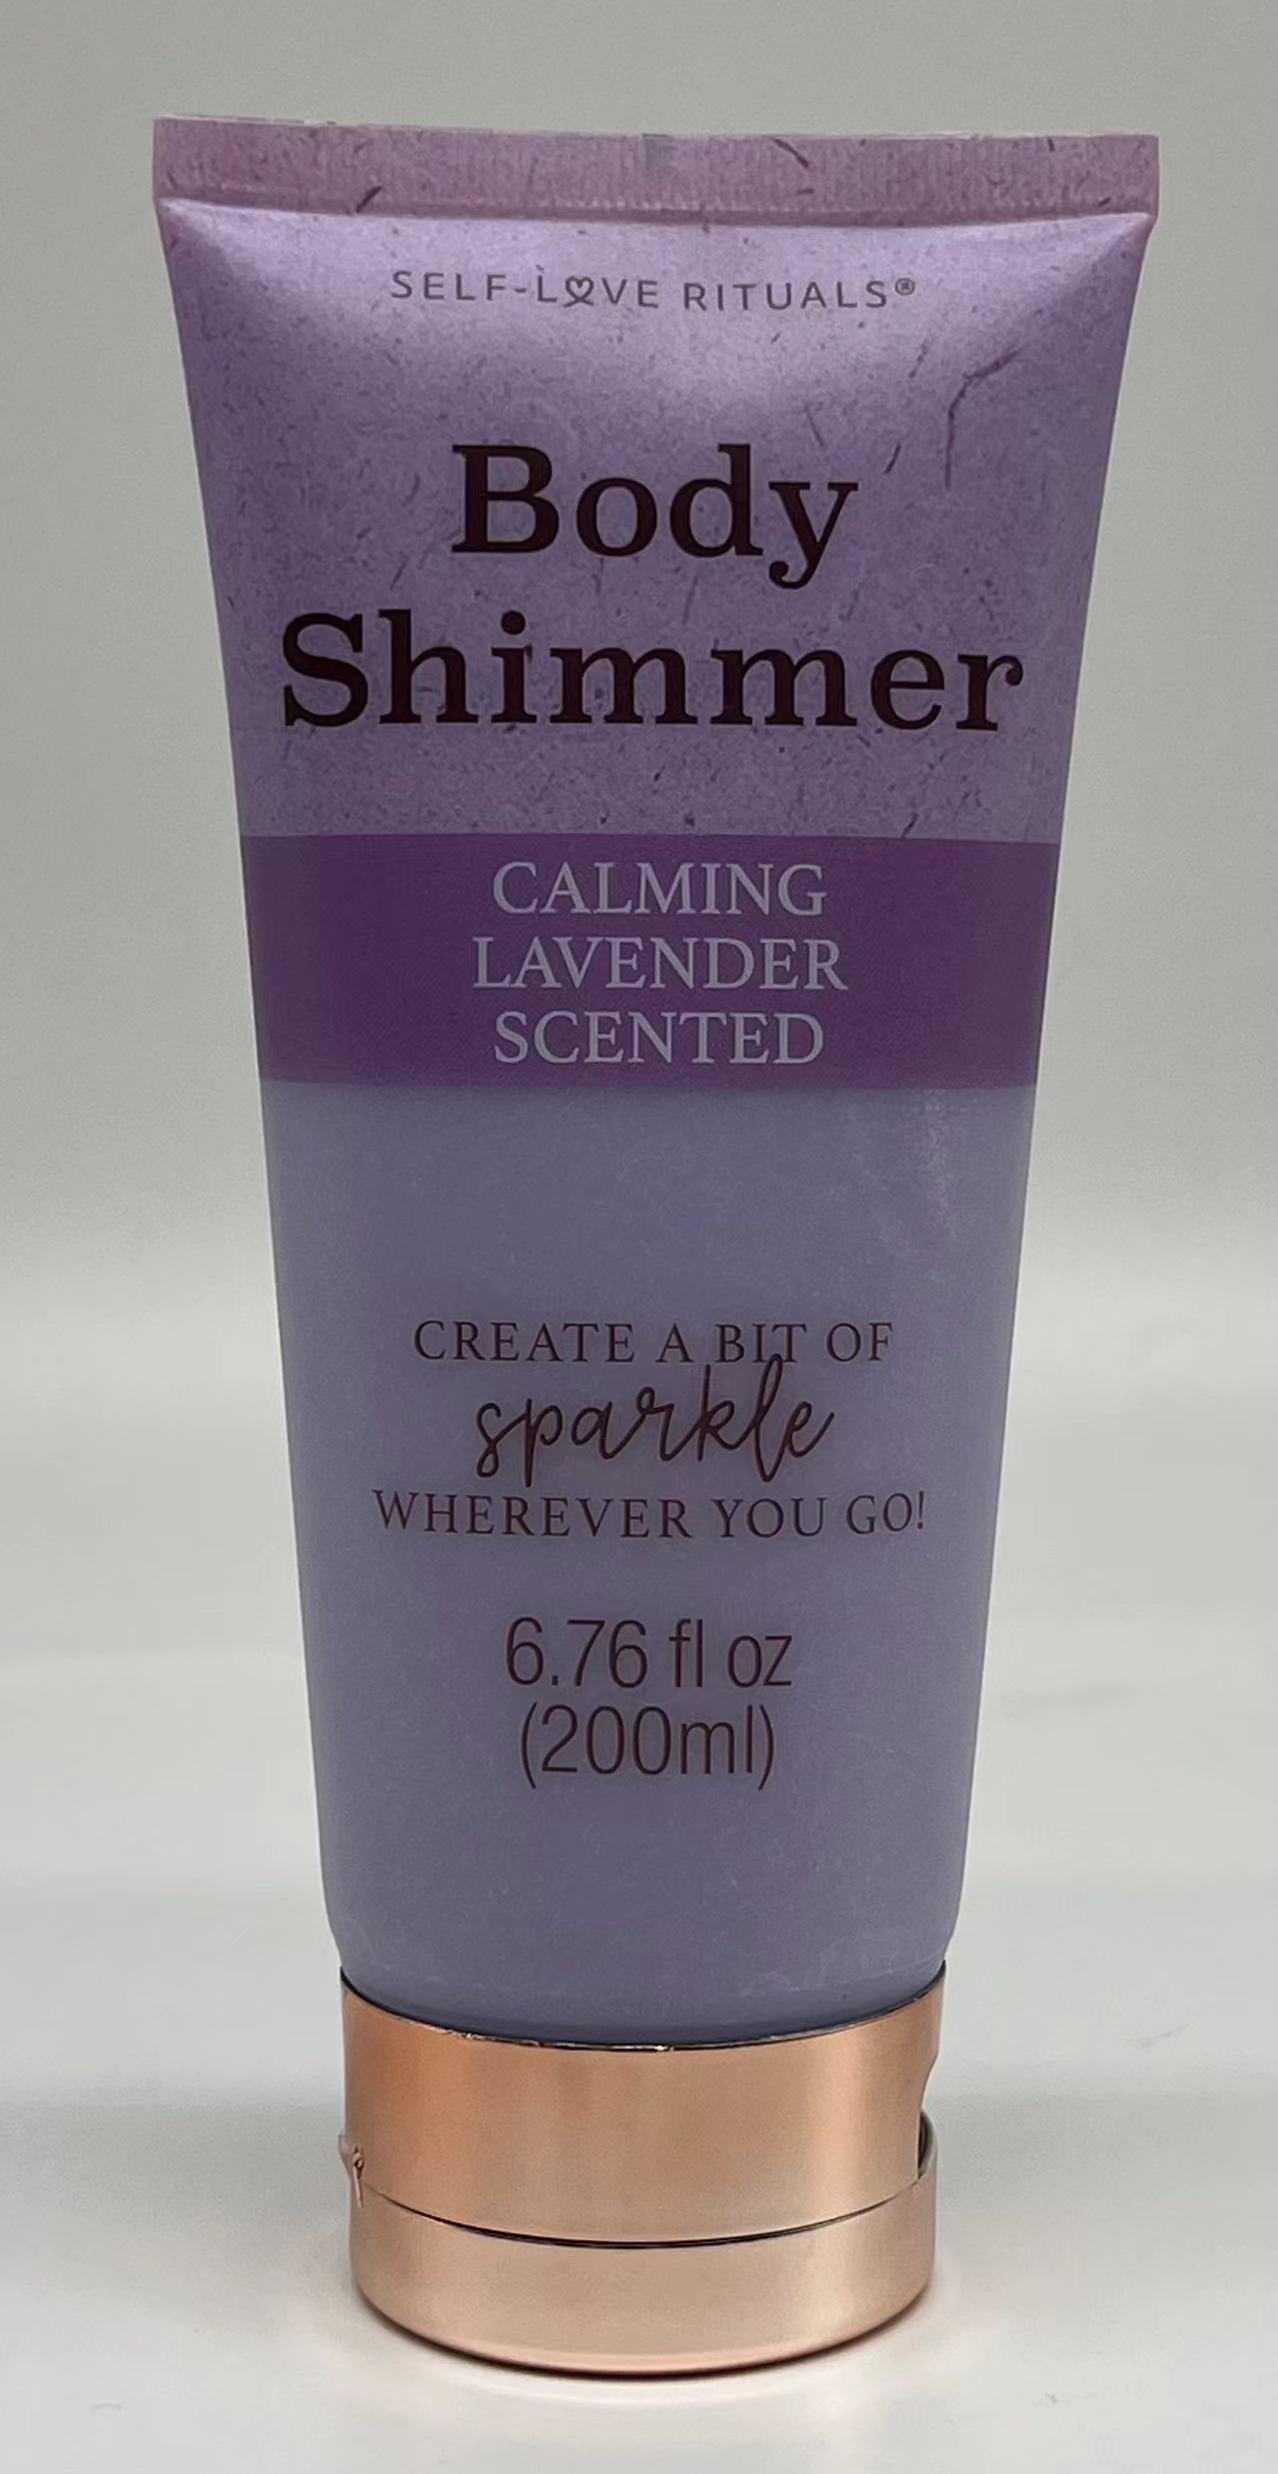 SELF-LOVE RITUALS®
Body
Shimmer
CALMING
LAVENDER
SCENTED
CREATE A BIT OF
sparkle
WHEREVER YOU GO!
6.76 fl oz
(200ml)